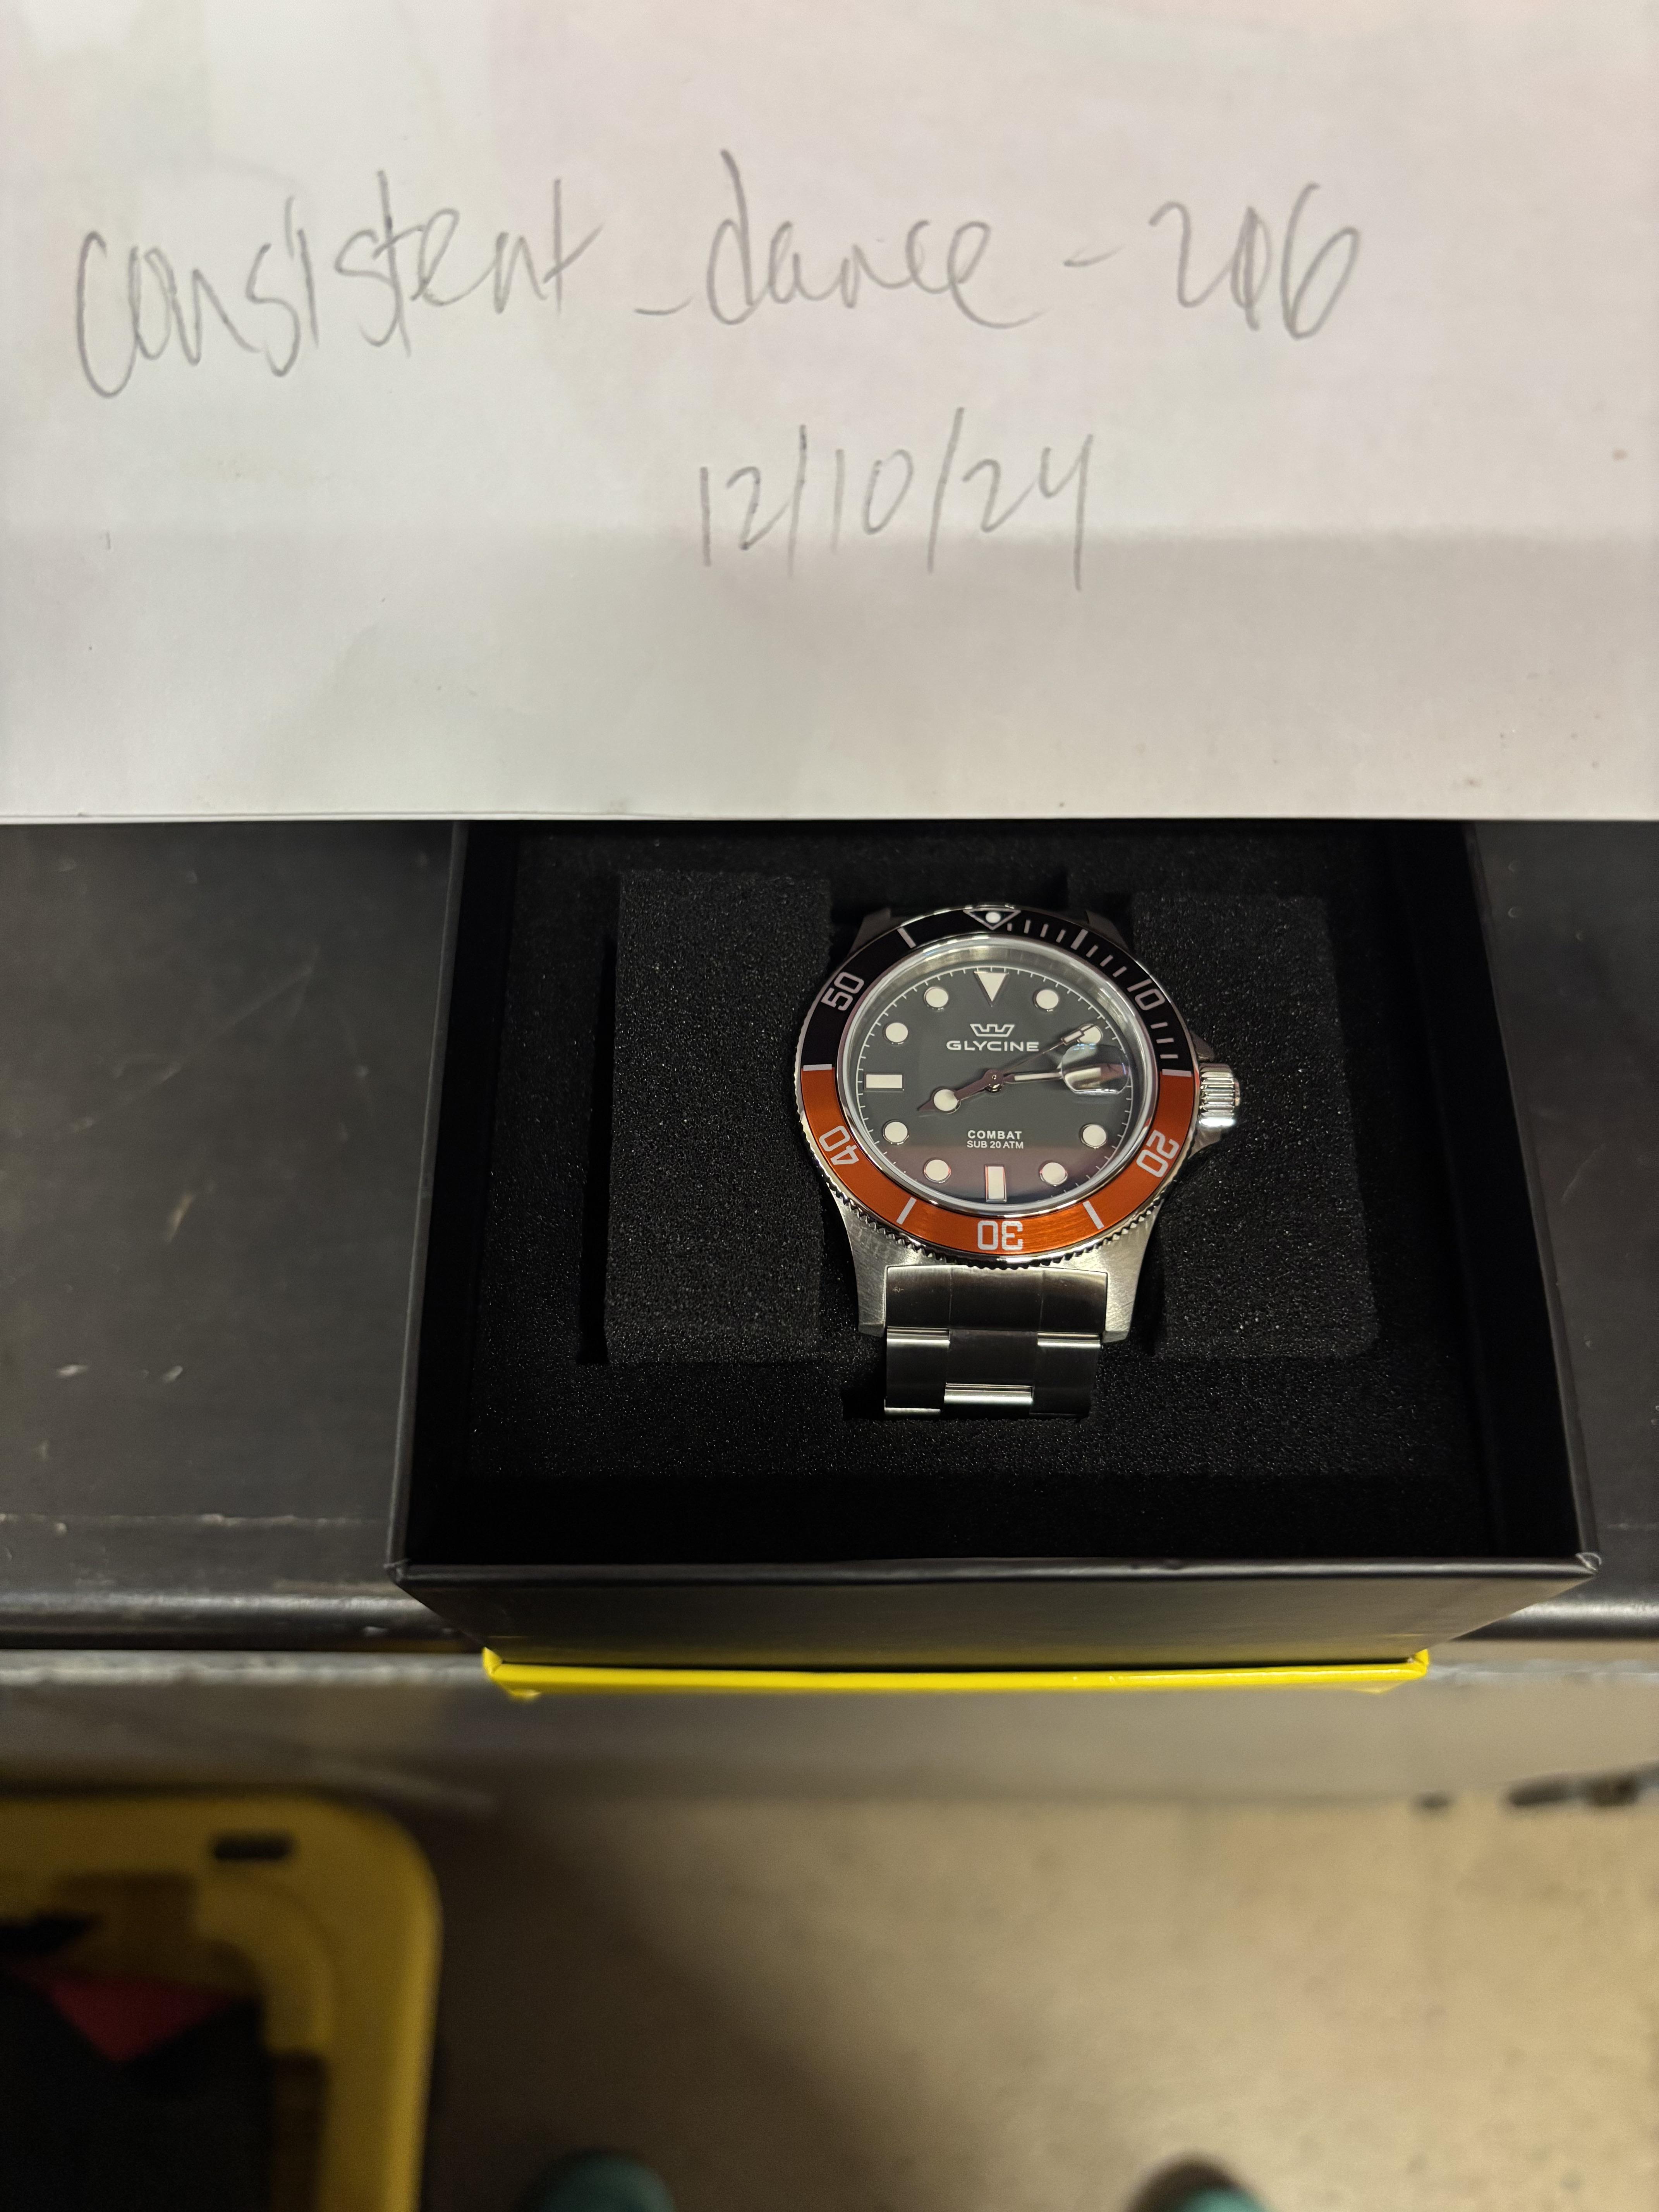 consistent_dance-206
12/10/24
50
10
GLYCINE
COMBAT
SUB 20 ATM
40
20
30